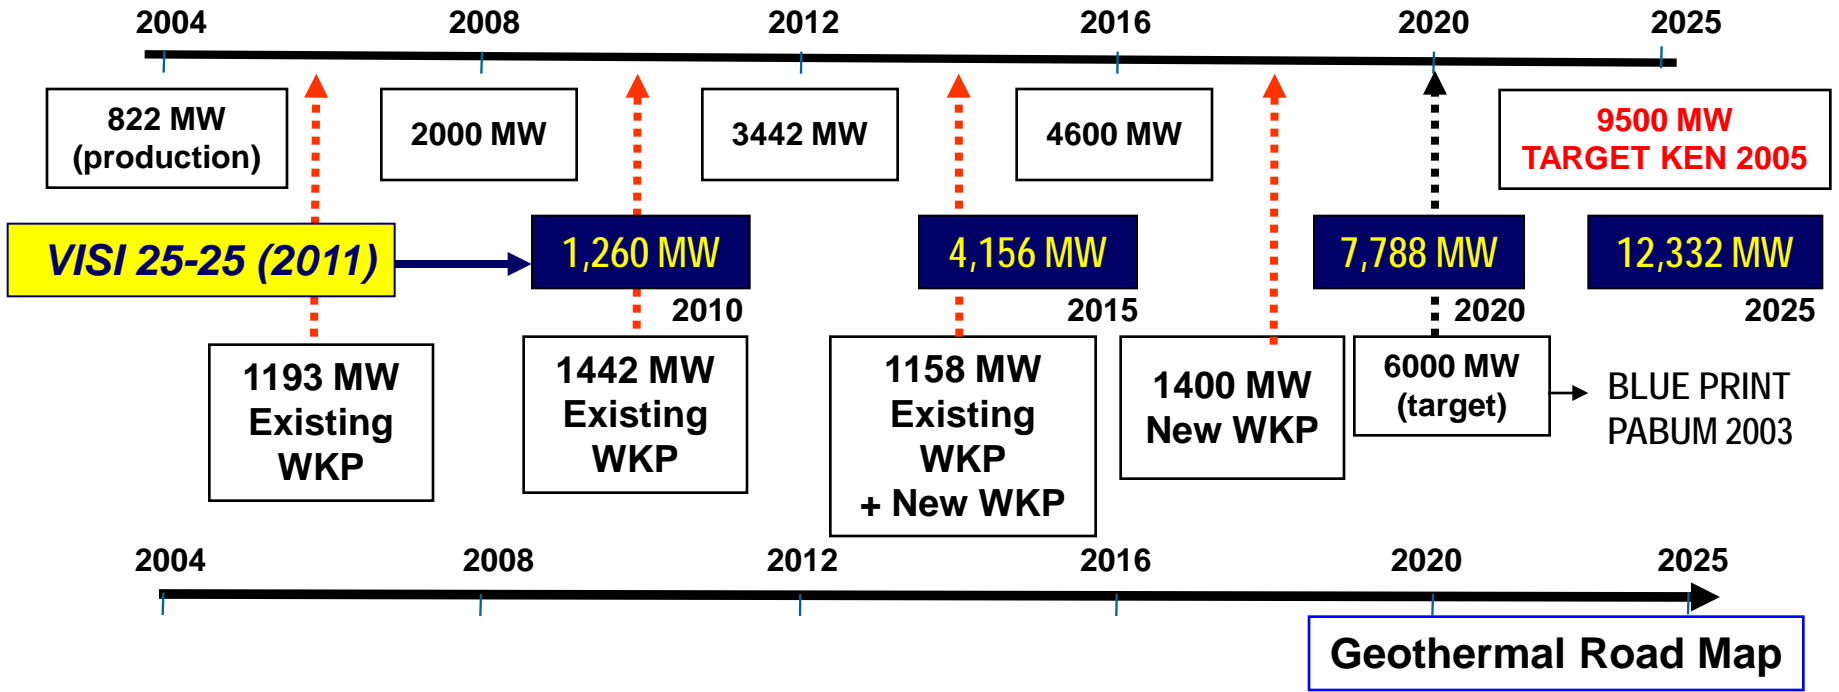 2004 2008 2012 2016 2020 2025
822 MW
(production)
2000 MW
3442 MW
4600 MW
9500 MW
TARGET KEN 2005
VISI 25-25 (2011)
1,260 MW
2010
4,156 MW
2015
7,788 MW
2020
12,332 MW
2025
1193 MW
Existing
WKP
1442 MW
Existing
WKP
1158 MW
Existing
WKP
+ New WKP
1400 MW
New WKP
6000 MW
(target)
BLUE PRINT
PABUM 2003
2004 2008 2012 2016 2020 2025
Geothermal Road Map